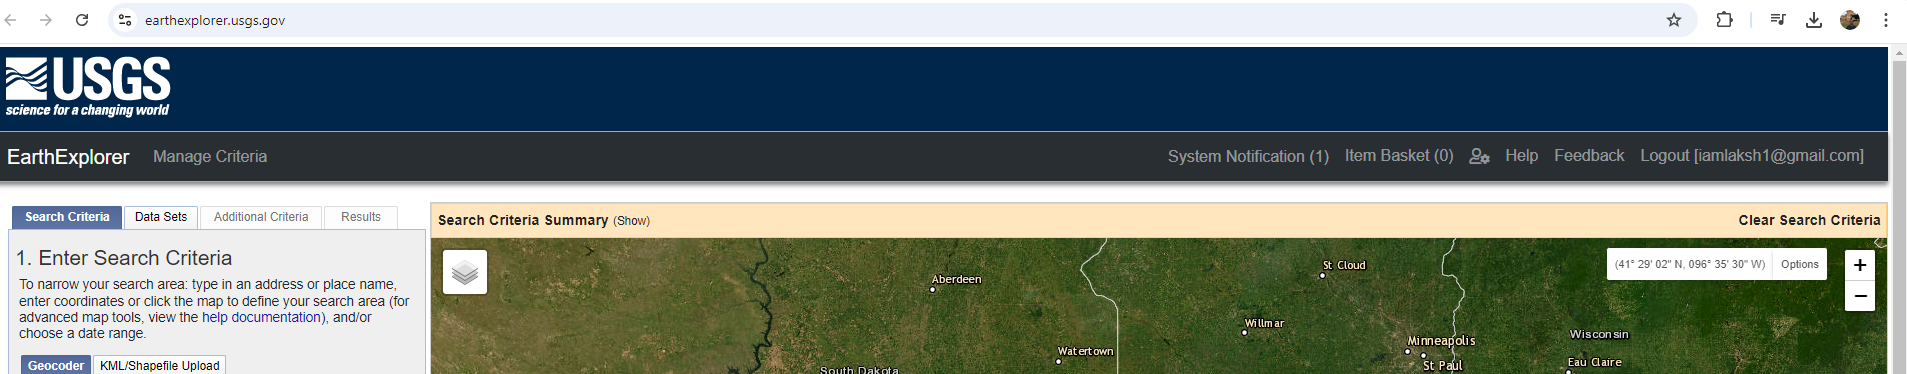 earthexplorer.usgs.gov
USGS
science for a changing world
EarthExplorer Manage Criteria System Notification (1) Item Basket (0) Help Feedback Logout [iamlaksh1@gmail.com]
Search Criteria Data Sets Additional Criteria Results
1. Enter Search Criteria
To narrow your search area: type in an address or place name,
enter coordinates or click the map to define your search area (for
advanced map tools, view the help documentation), and/or
choose a date range.
Geocoder KML/Shapefile Upload
Search Criteria Summary (Show) Clear Search Criteria
(41° 29' 02" N, 096° 35' 30" W) Options
+
−
Aberdeen
St Cloud
Willmar
Wisconsin
Minneapolis
Watertown
St Paul
Eau Claire
South Dakota